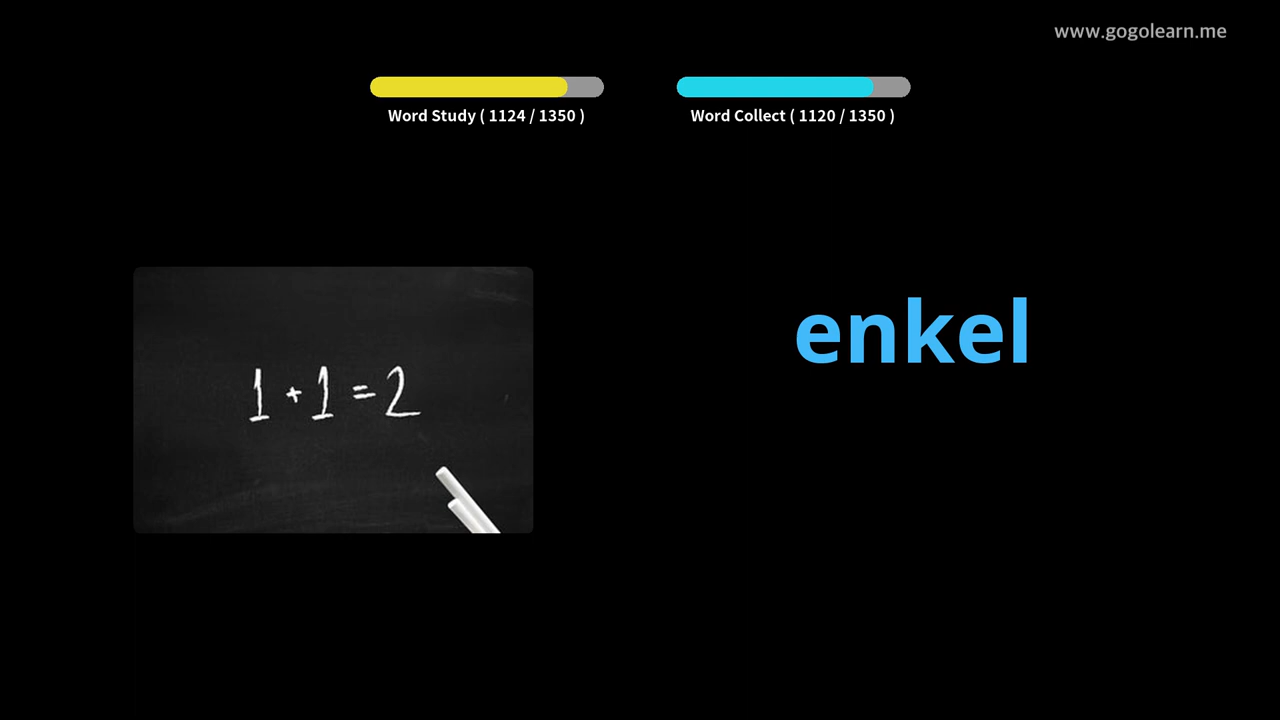 www.gogolearn.me
Word Study ( 1124 / 1350 )
Word Collect ( 1120 / 1350 )
enkel
1 + 1 = 2